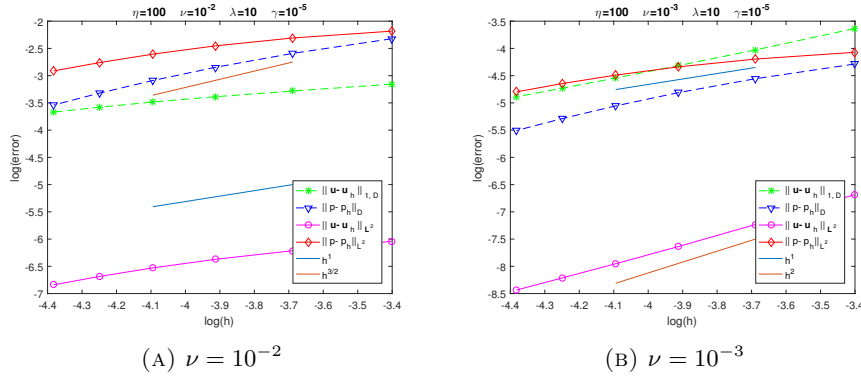 η=100 ν=10⁻² λ=10 γ=10⁻⁵
-2
-2.5
-3
-3.5
-4
-4.5
-5
-5.5
-6
-6.5
-7
log(error)
-4.4 -4.3 -4.2 -4.1 -4 -3.9 -3.8 -3.7 -3.6 -3.5 -3.4
log(h)
|| u- u_h ||_1, D
|| p- p_h||_D
|| u- u_h ||_L²
|| p- p_h||_L²
h¹
h^3/2
(A) ν = 10⁻²
η=100 ν=10⁻³ λ=10 γ=10⁻⁵
-3.5
-4
-4.5
-5
-5.5
-6
-6.5
-7
-7.5
-8
-8.5
log(error)
-4.4 -4.3 -4.2 -4.1 -4 -3.9 -3.8 -3.7 -3.6 -3.5 -3.4
log(h)
|| u- u_h ||_1, D
|| p- p_h||_D
|| u- u_h ||_L²
|| p- p_h||_L²
h¹
h²
(B) ν = 10⁻³